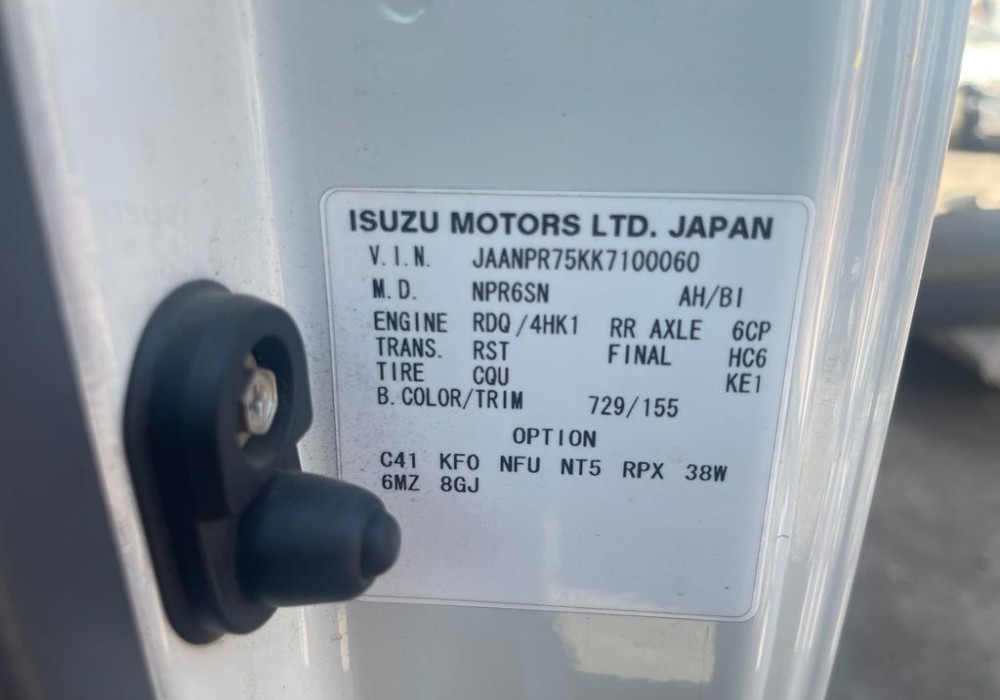 ISUZU MOTORS LTD. JAPAN
V.I.N. JAANPR75KK7100060
M.D. NPR6SN AH/BI
ENGINE RDQ/4HK1 RR AXLE 6CP
TRANS. RST FINAL HC6
TIRE CQU KE1
B.COLOR/TRIM 729/155
OPTION
C41 KF0 NFU NT5 RPX 38W
6MZ 8GJ